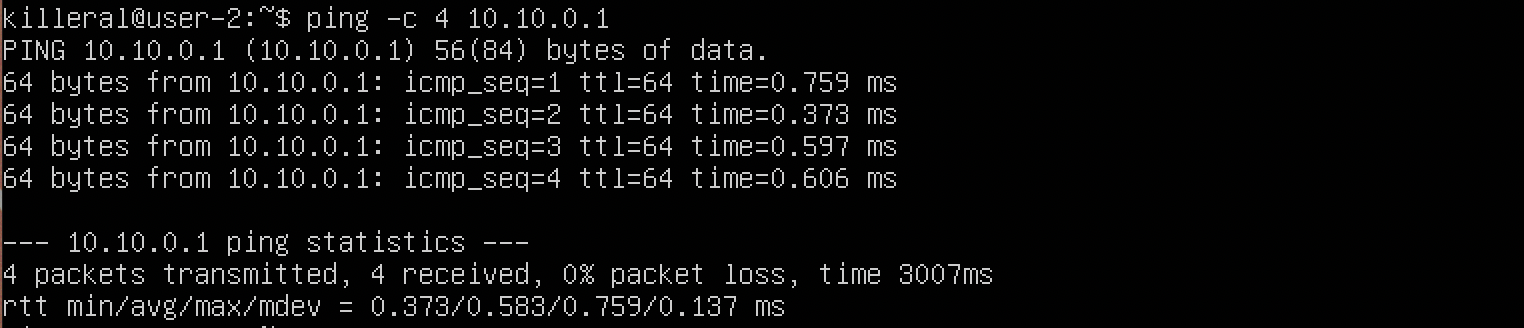 killeral@user-2:~$ ping -c 4 10.10.0.1
PING 10.10.0.1 (10.10.0.1) 56(84) bytes of data.
64 bytes from 10.10.0.1: icmp_seq=1 ttl=64 time=0.759 ms
64 bytes from 10.10.0.1: icmp_seq=2 ttl=64 time=0.373 ms
64 bytes from 10.10.0.1: icmp_seq=3 ttl=64 time=0.597 ms
64 bytes from 10.10.0.1: icmp_seq=4 ttl=64 time=0.606 ms
--- 10.10.0.1 ping statistics ---
4 packets transmitted, 4 received, 0% packet loss, time 3007ms
rtt min/avg/max/mdev = 0.373/0.583/0.759/0.137 ms